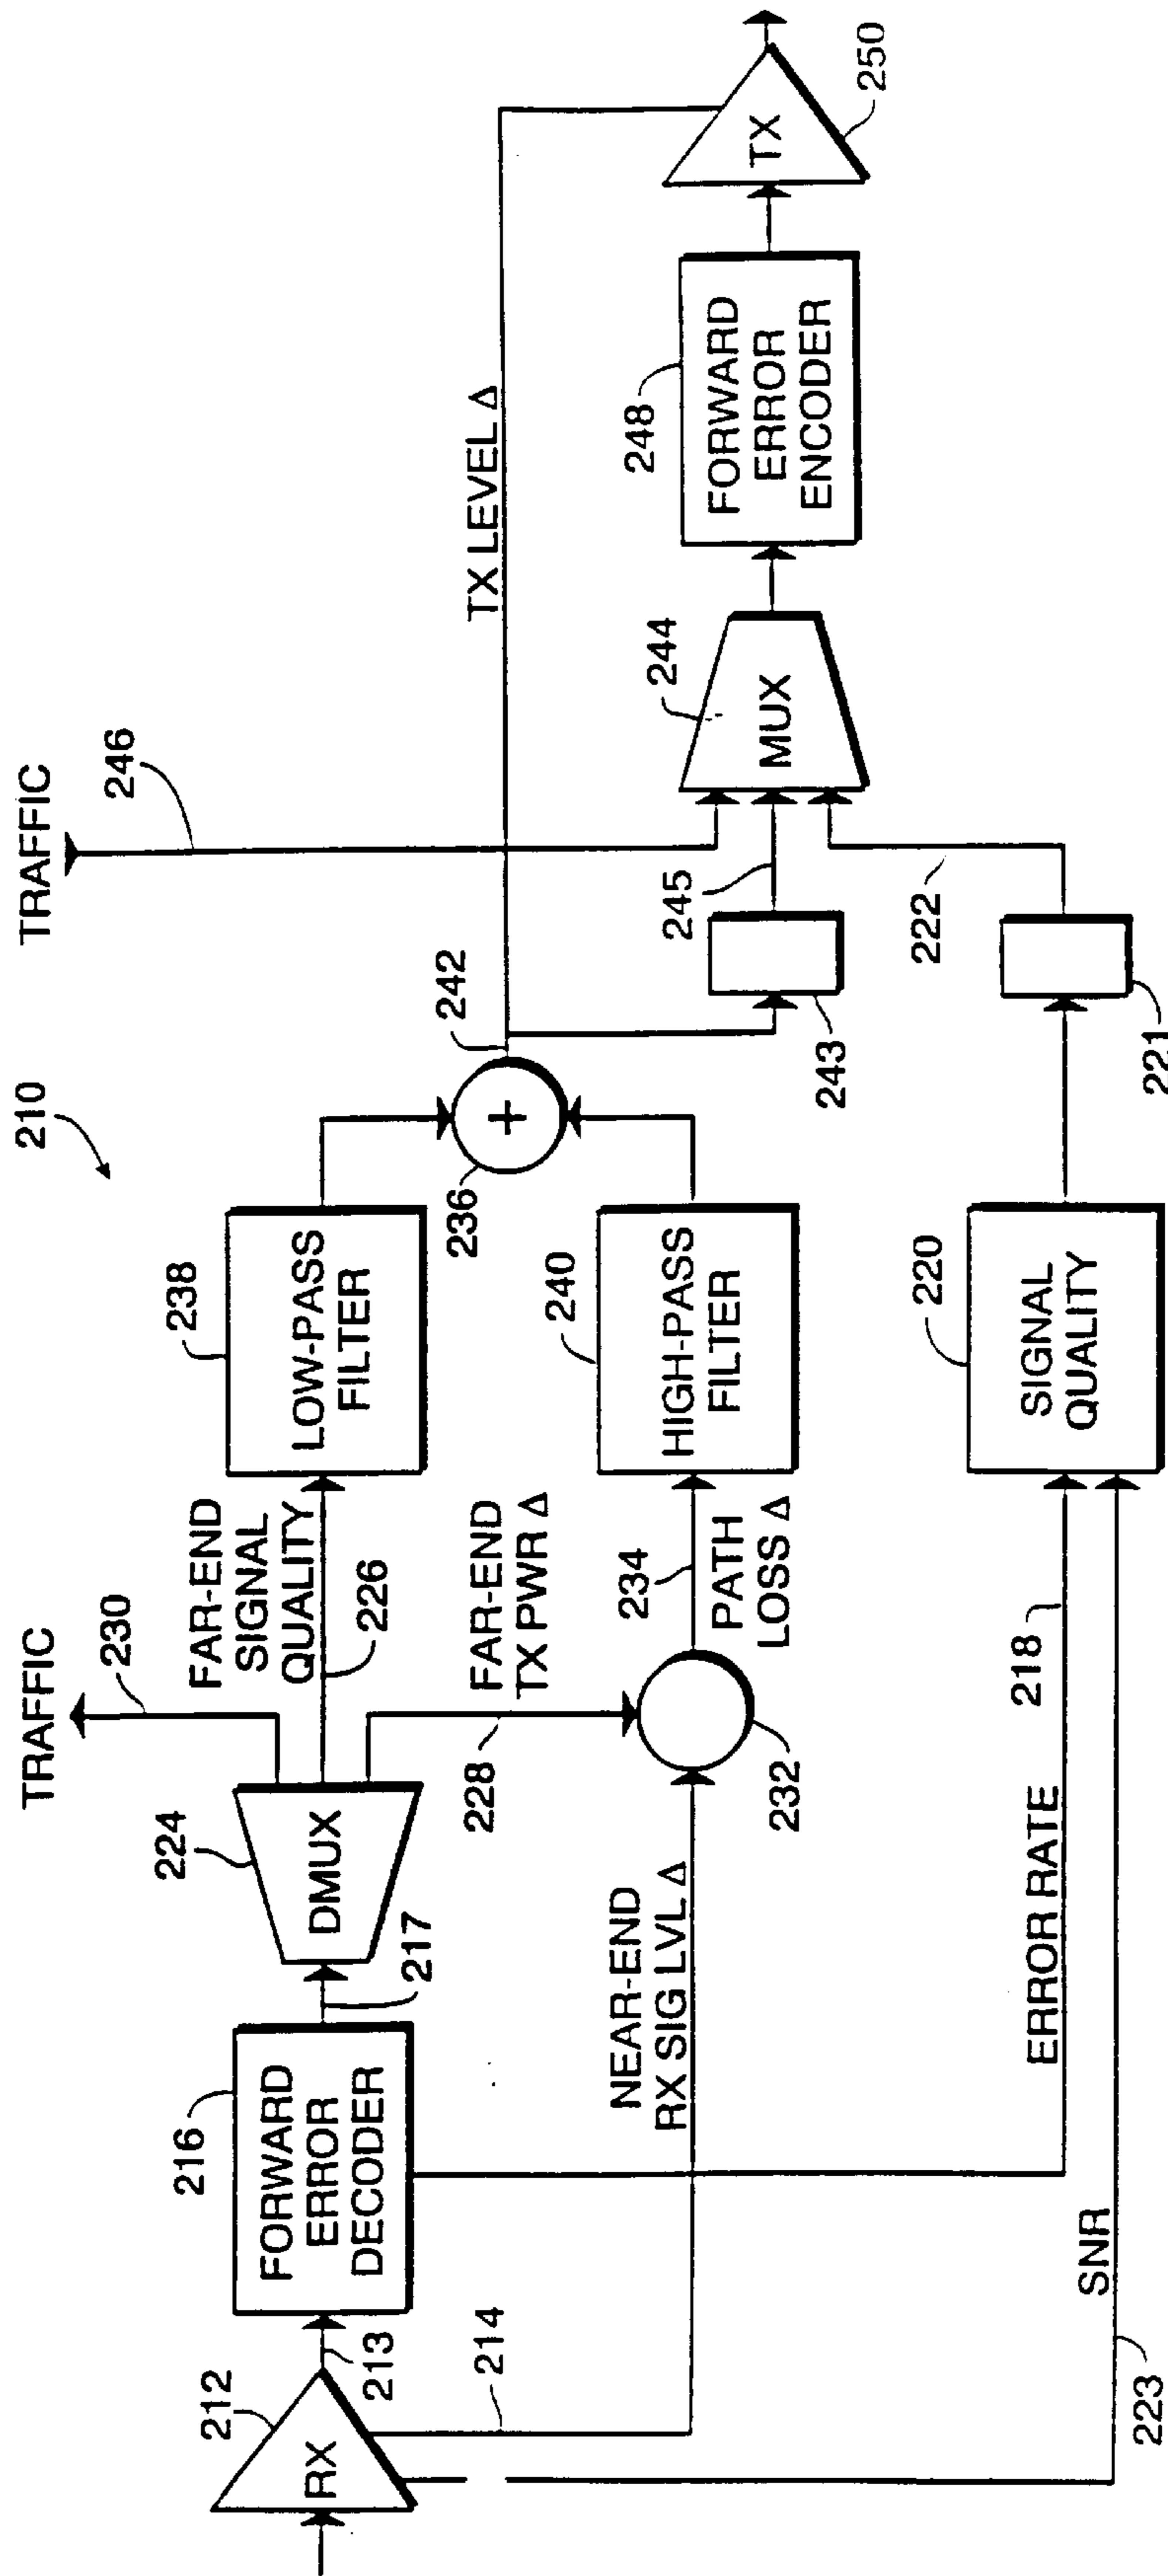 210
TRAFFIC
230
TRAFFIC
246
212
RX
213
214
216
FORWARD
ERROR
DECODER
217
224
DMUX
FAR-END
SIGNAL
QUALITY
226
FAR-END
TX PWR Δ
228
NEAR-END
RX SIG LVL Δ
232
234
PATH
LOSS Δ
238
LOW-PASS
FILTER
240
HIGH-PASS
FILTER
236
+
242
TX LEVEL Δ
243
245
244
MUX
248
FORWARD
ERROR
ENCODER
TX
250
ERROR RATE
218
SNR
223
220
SIGNAL
QUALITY
221
222